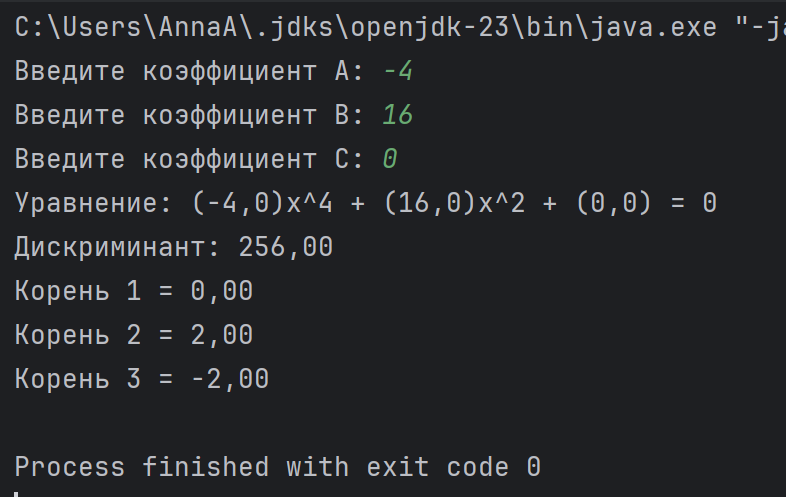 C:\Users\AnnaA\.jdks\openjdk-23\bin\java.exe "-ja
Введите коэффициент A: -4
Введите коэффициент B: 16
Введите коэффициент C: 0
Уравнение: (-4,0)x^4 + (16,0)x^2 + (0,0) = 0
Дискриминант: 256,00
Корень 1 = 0,00
Корень 2 = 2,00
Корень 3 = -2,00
Process finished with exit code 0